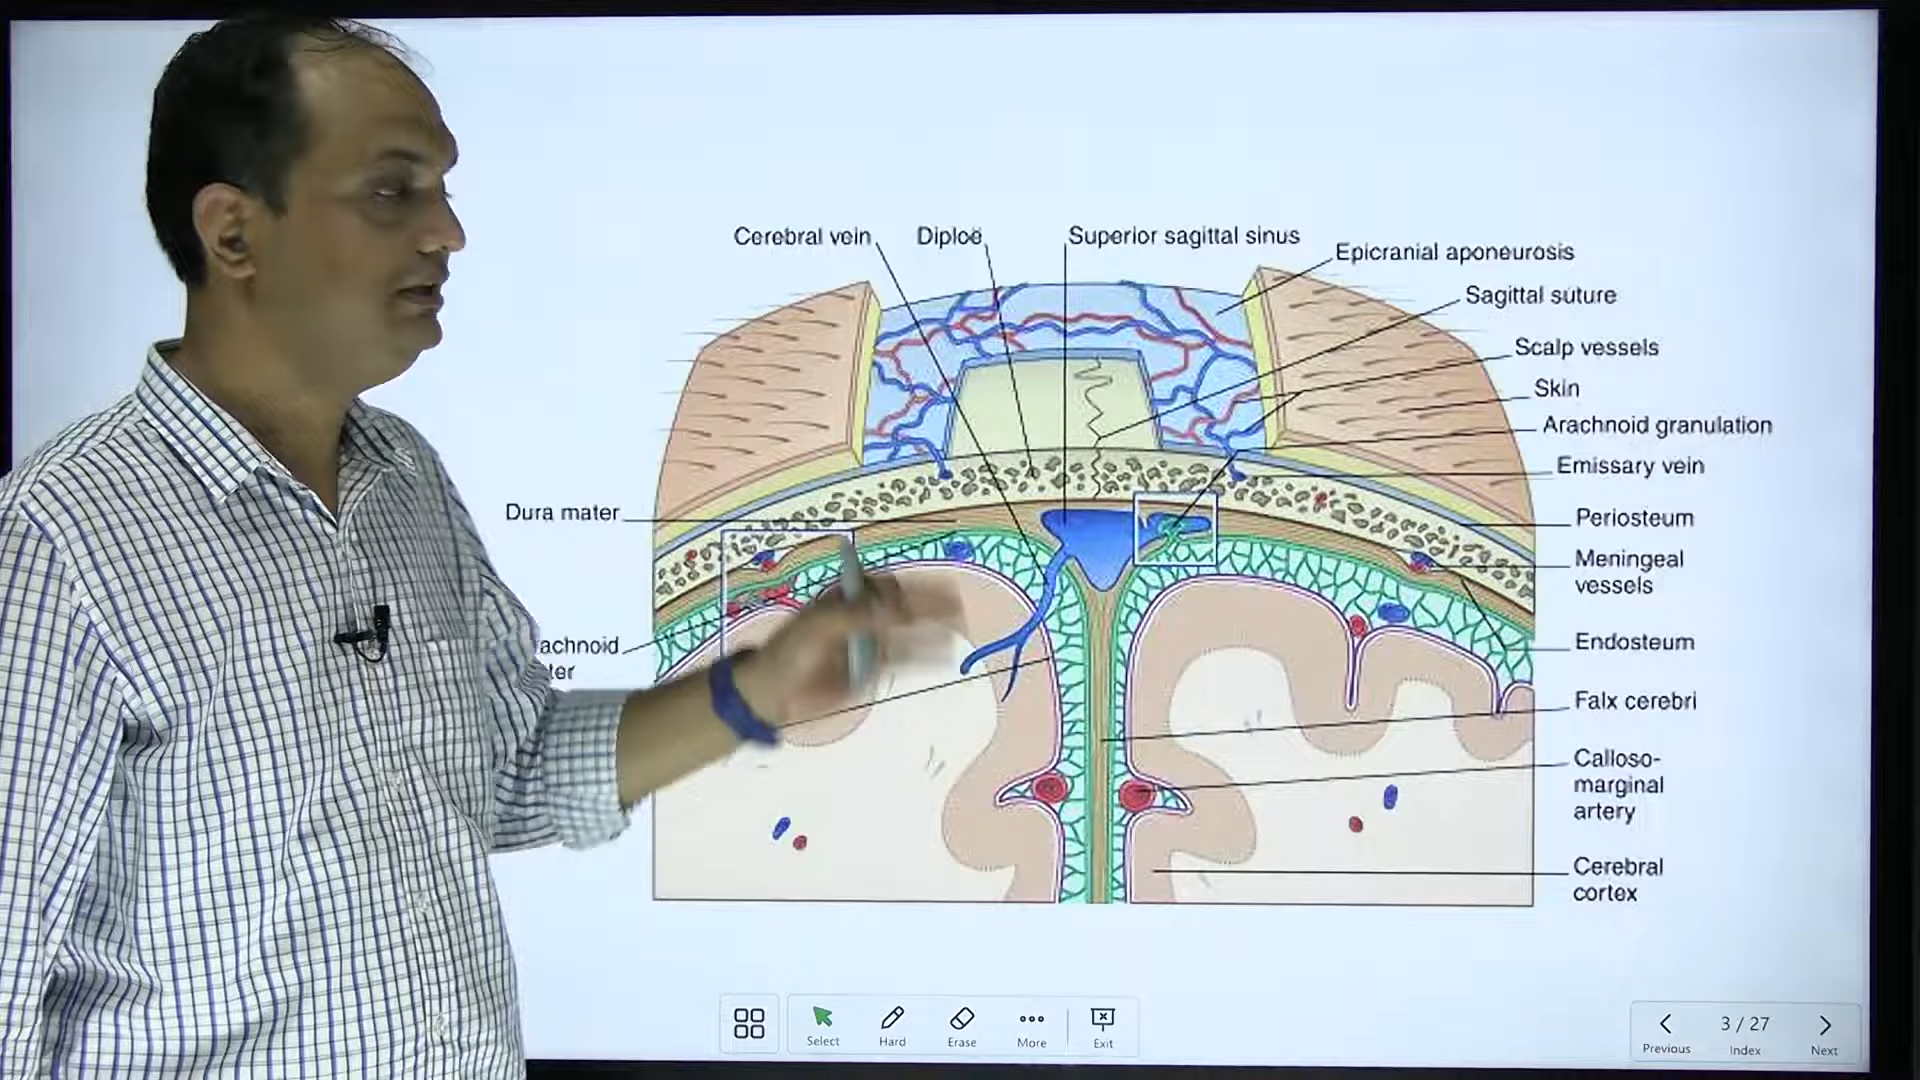 Cerebral vein
Diploë
Superior sagittal sinus
Epicranial aponeurosis
Sagittal suture
Scalp vessels
Skin
Arachnoid granulation
Emissary vein
Dura mater
Periosteum
Meningeal
vessels
achnoid
ter
Endosteum
Falx cerebri
Calloso-
marginal
artery
Cerebral
cortex
Select
Hard
Erase
More
Exit
3 / 27
Previous
Index
Next